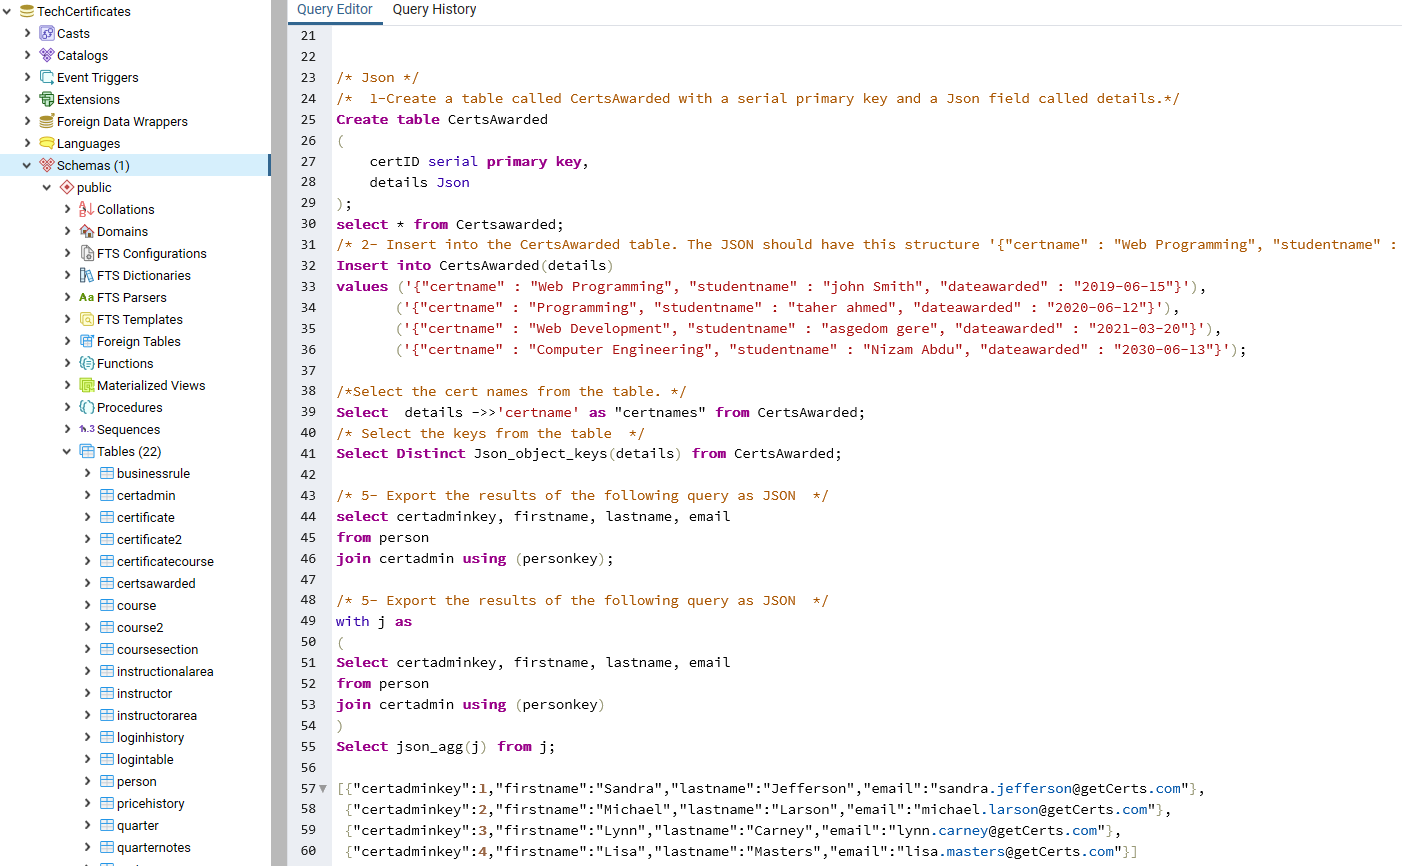 TechCertificates
Casts
Catalogs
Event Triggers
Extensions
Foreign Data Wrappers
Languages
Schemas (1)
public
Collations
Domains
FTS Configurations
FTS Dictionaries
FTS Parsers
FTS Templates
Foreign Tables
Functions
Materialized Views
Procedures
Sequences
Tables (22)
businessrule
certadmin
certificate
certificate2
certificatecourse
certsawarded
course
course2
coursesection
instructionalarea
instructor
instructorarea
loginhistory
logintable
person
pricehistory
quarter
quarternotes
Query Editor Query History
21
22
23 /* Json */
24 /*  1-Create a table called CertsAwarded with a serial primary key and a Json field called details.*/
25 Create table CertsAwarded
26 (
27     certID serial primary key,
28     details Json
29 );
30 select * from Certsawarded;
31 /* 2- Insert into the CertsAwarded table. The JSON should have this structure '{"certname" : "Web Programming", "studentname" :
32 Insert into CertsAwarded(details)
33 values ('{"certname" : "Web Programming", "studentname" : "john Smith", "dateawarded" : "2019-06-15"}'),
34        ('{"certname" : "Programming", "studentname" : "taher ahmed", "dateawarded" : "2020-06-12"}'),
35        ('{"certname" : "Web Development", "studentname" : "asgedom gere", "dateawarded" : "2021-03-20"}'),
36        ('{"certname" : "Computer Engineering", "studentname" : "Nizam Abdu", "dateawarded" : "2030-06-13"}');
37
38 /*Select the cert names from the table. */
39 Select  details ->>'certname' as "certnames" from CertsAwarded;
40 /* Select the keys from the table  */
41 Select Distinct Json_object_keys(details) from CertsAwarded;
42
43 /* 5- Export the results of the following query as JSON  */
44 select certadminkey, firstname, lastname, email
45 from person
46 join certadmin using (personkey);
47
48 /* 5- Export the results of the following query as JSON  */
49 with j as
50 (
51 Select certadminkey, firstname, lastname, email
52 from person
53 join certadmin using (personkey)
54 )
55 Select json_agg(j) from j;
56
57 [{"certadminkey":1,"firstname":"Sandra","lastname":"Jefferson","email":"sandra.jefferson@getCerts.com"},
58  {"certadminkey":2,"firstname":"Michael","lastname":"Larson","email":"michael.larson@getCerts.com"},
59  {"certadminkey":3,"firstname":"Lynn","lastname":"Carney","email":"lynn.carney@getCerts.com"},
60  {"certadminkey":4,"firstname":"Lisa","lastname":"Masters","email":"lisa.masters@getCerts.com"}]